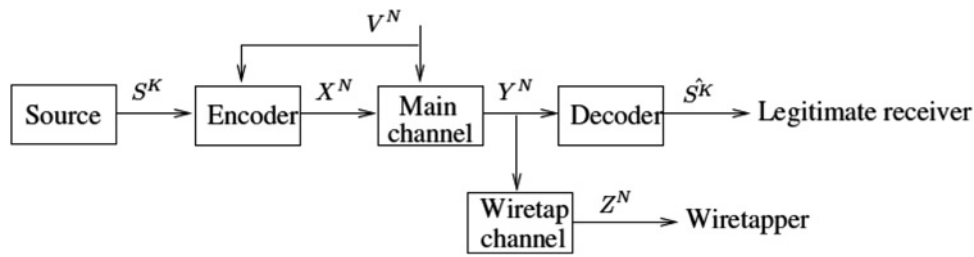 V^N
Source
S^K
Encoder
X^N
Main
channel
Y^N
Decoder
Ŝ^K
Legitimate receiver
Wiretap
channel
Z^N
Wiretapper